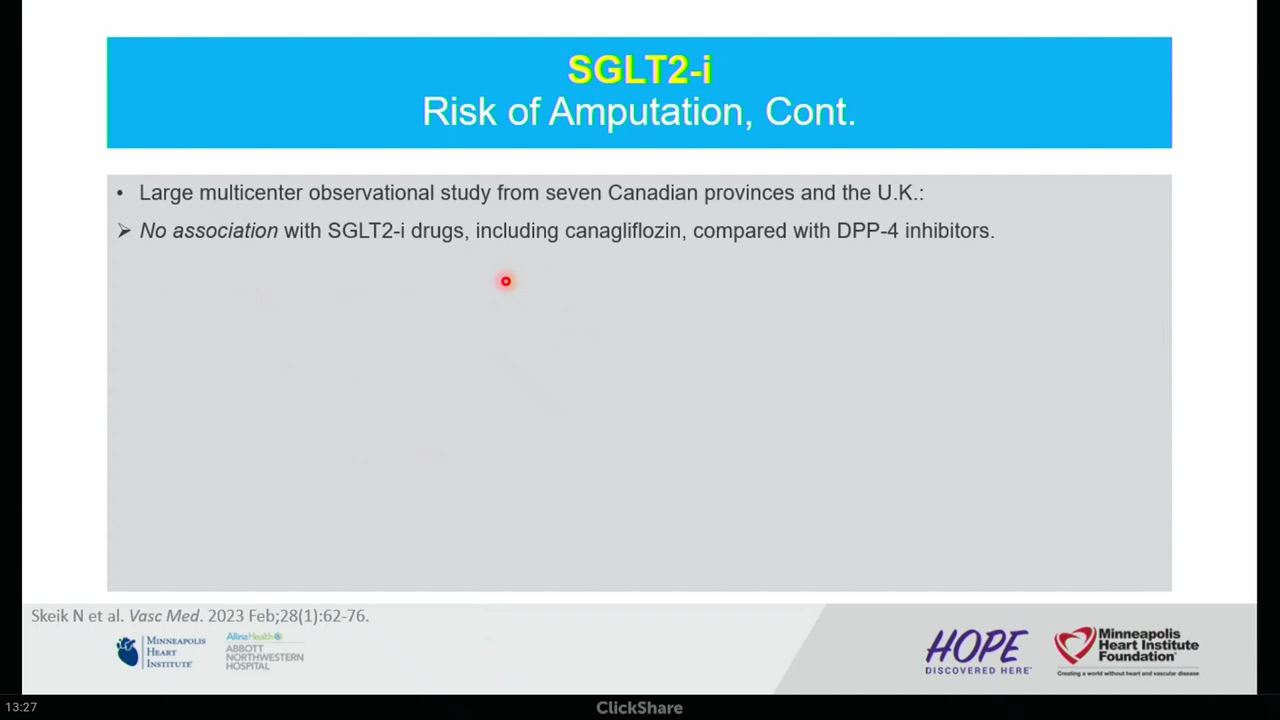 SGLT2-i
Risk of Amputation, Cont.
• Large multicenter observational study from seven Canadian provinces and the U.K.:
➢ No association with SGLT2-i drugs, including canagliflozin, compared with DPP-4 inhibitors.
Skeik N et al. Vasc Med. 2023 Feb;28(1):62-76.
MINNEAPOLIS
HEART
INSTITUTE
Allina Health
ABBOTT
NORTHWESTERN
HOSPITAL
HOPE
DISCOVERED HERE
Minneapolis
Heart Institute
Foundation
Creating a world without heart and vascular disease
13:27
ClickShare